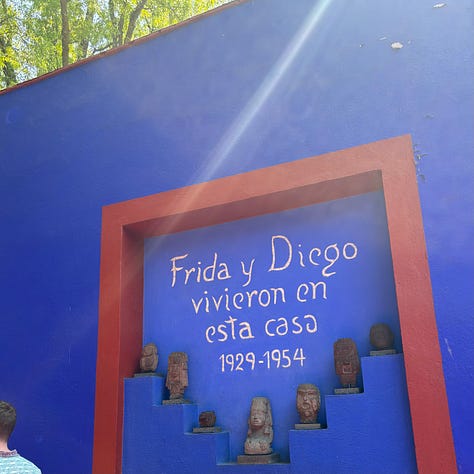 Frida y Diego
vivieron en
esta casa
1929-1954